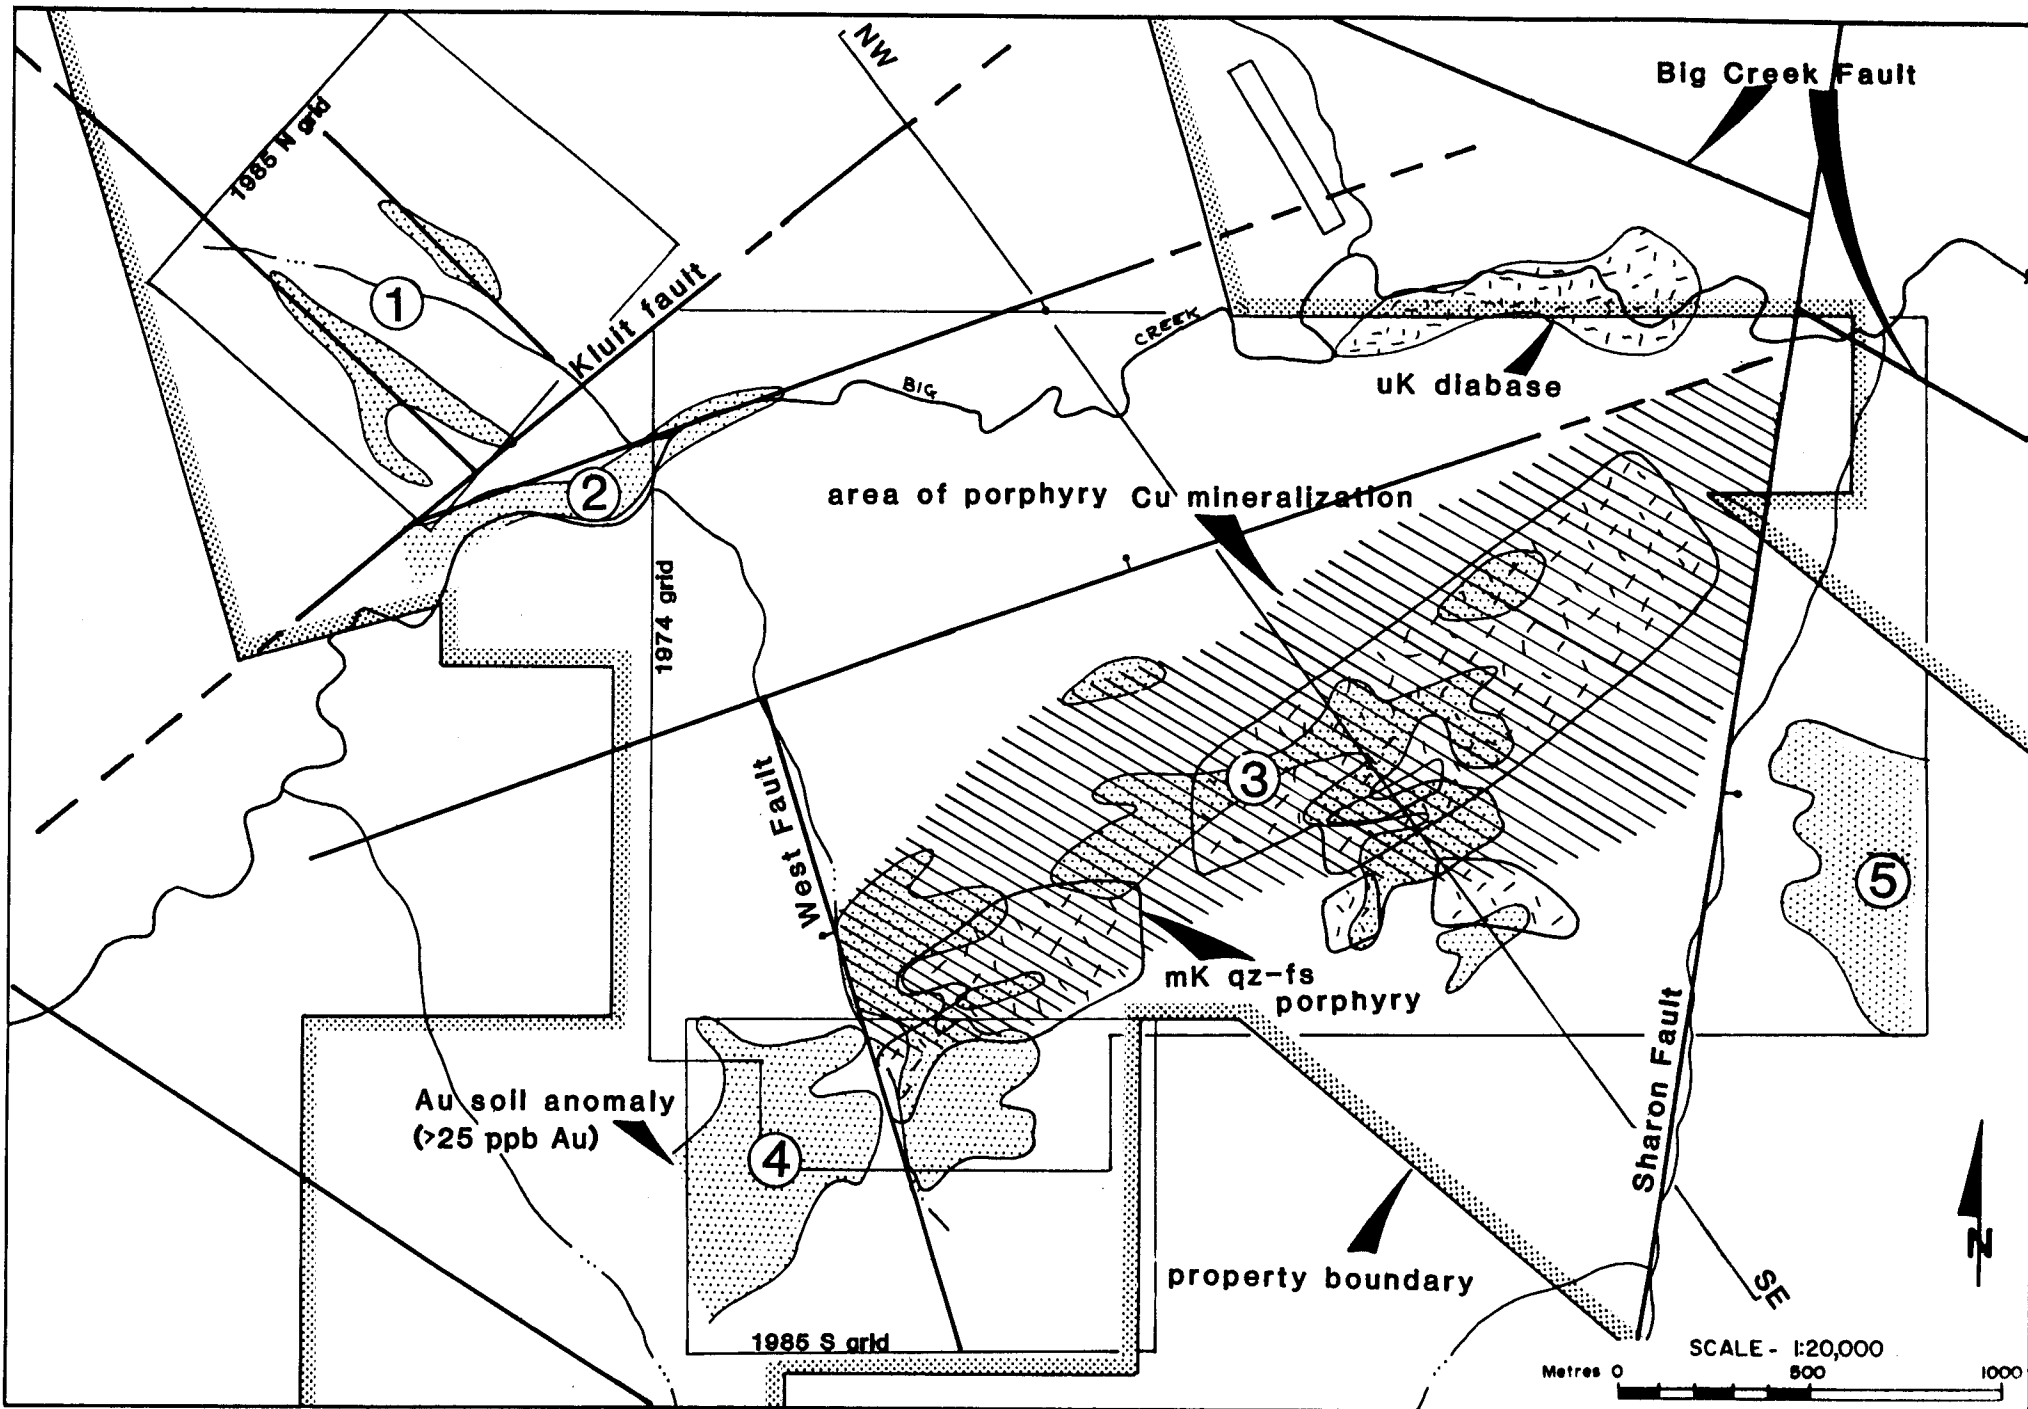 NW
Big Creek Fault
1985 N grid
1
Kluit fault
CREEK
BIG
uK diabase
2
area of porphyry Cu mineralization
1974 grid
3
West Fault
5
mK qz-fs
porphyry
Au soil anomaly
(>25 ppb Au)
4
Sharon Fault
N
property boundary
SE
1985 S grid
SCALE - 1:20,000
Metres 0 500 1000